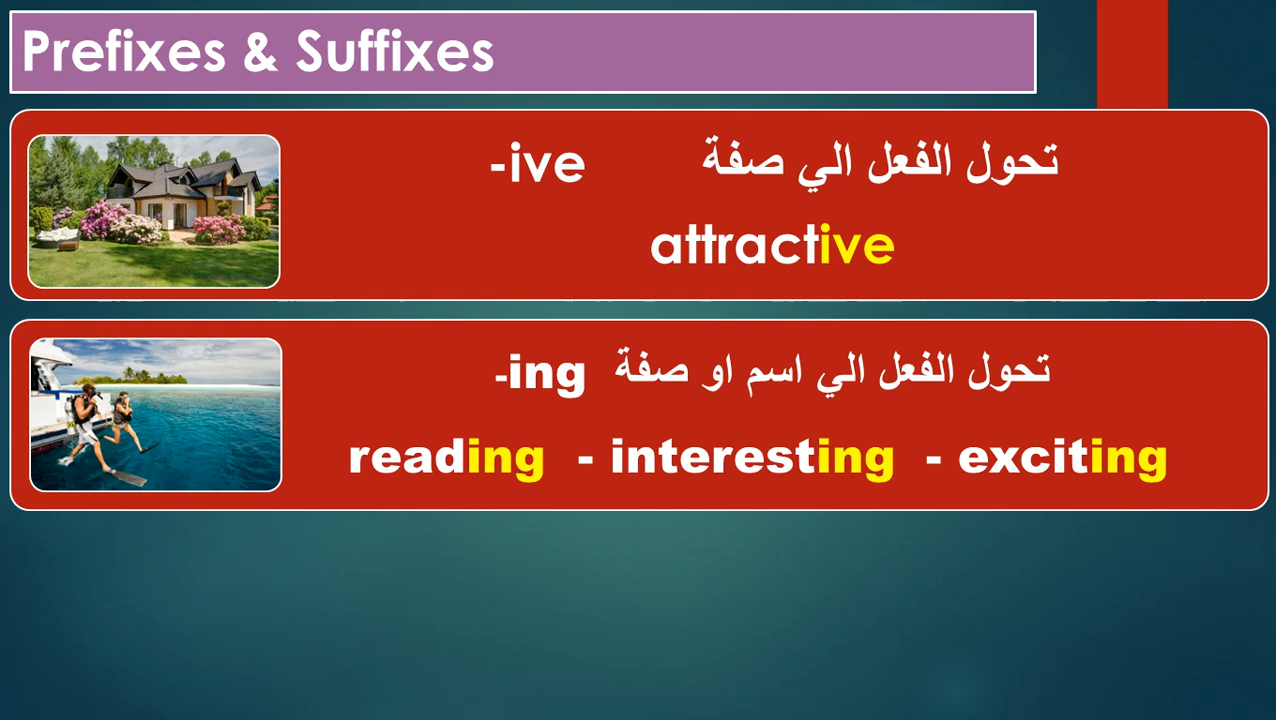 Prefixes & Suffixes
-ive تحول الفعل الي صفة
attractive
-ing تحول الفعل الي اسم او صفة
reading - interesting - exciting